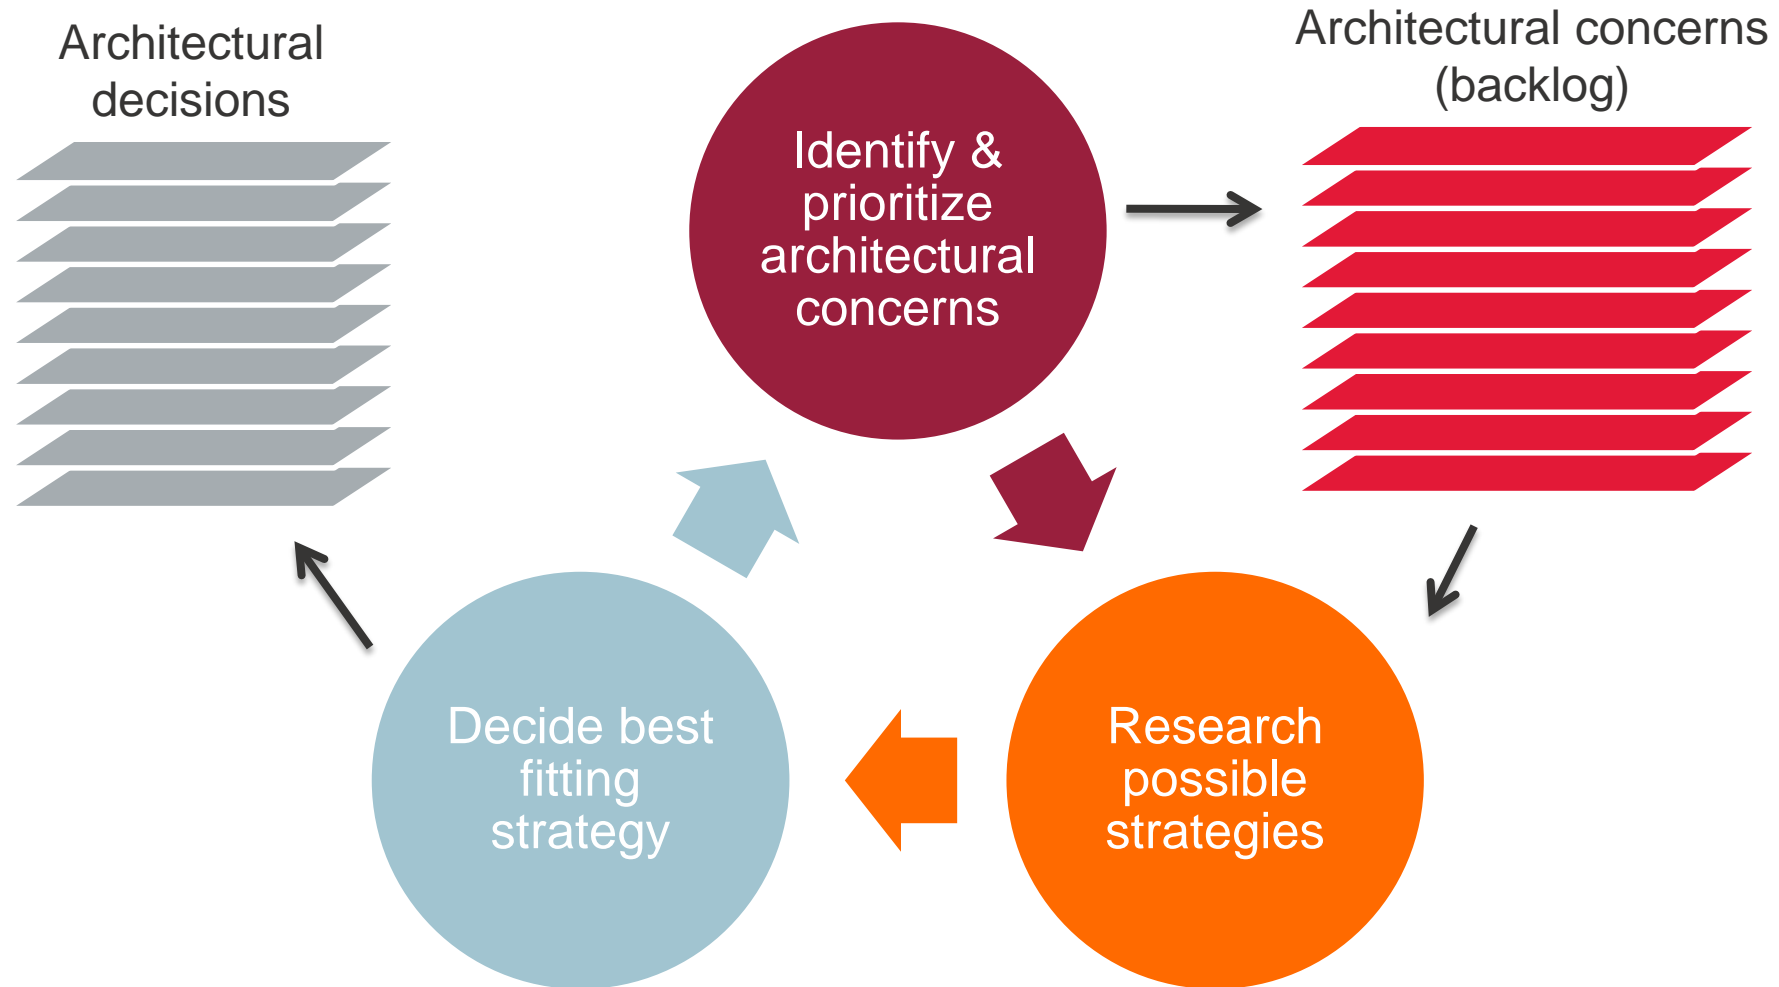 Architectural
decisions
Identify &
prioritize
architectural
concerns
Architectural concerns
(backlog)
Decide best
fitting
strategy
Research
possible
strategies